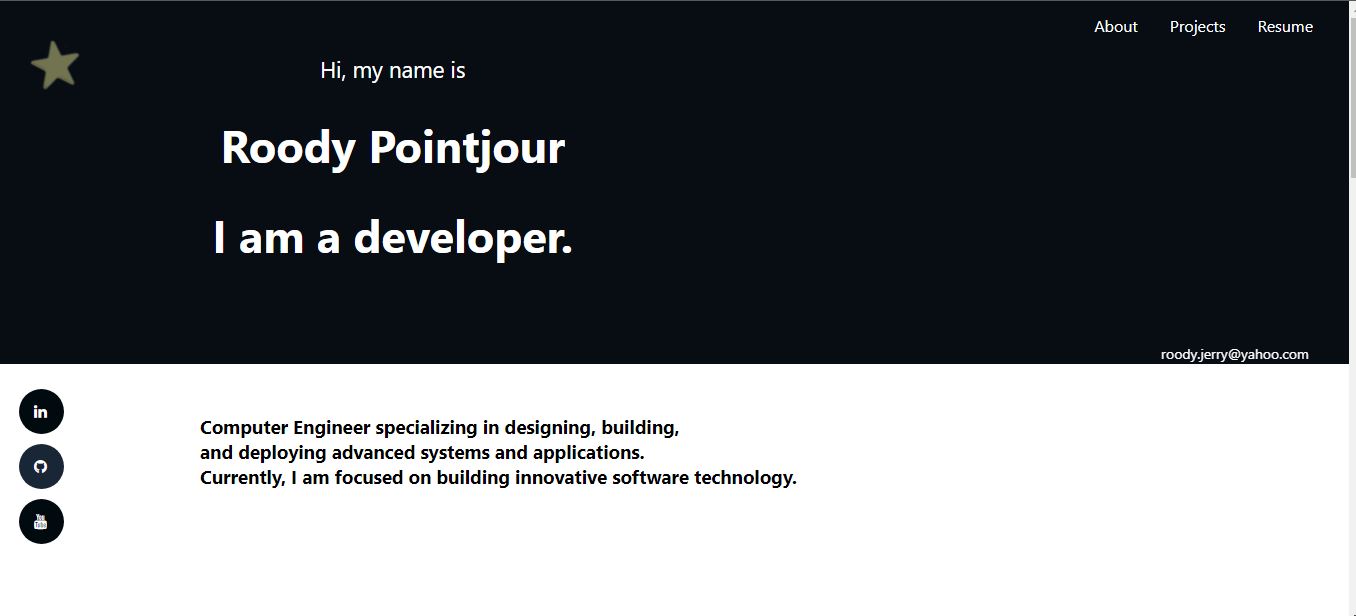 About Projects Resume
Hi, my name is
Roody Pointjour
I am a developer.
roody.jerry@yahoo.com
in
Computer Engineer specializing in designing, building,
and deploying advanced systems and applications.
Currently, I am focused on building innovative software technology.
You
Tube